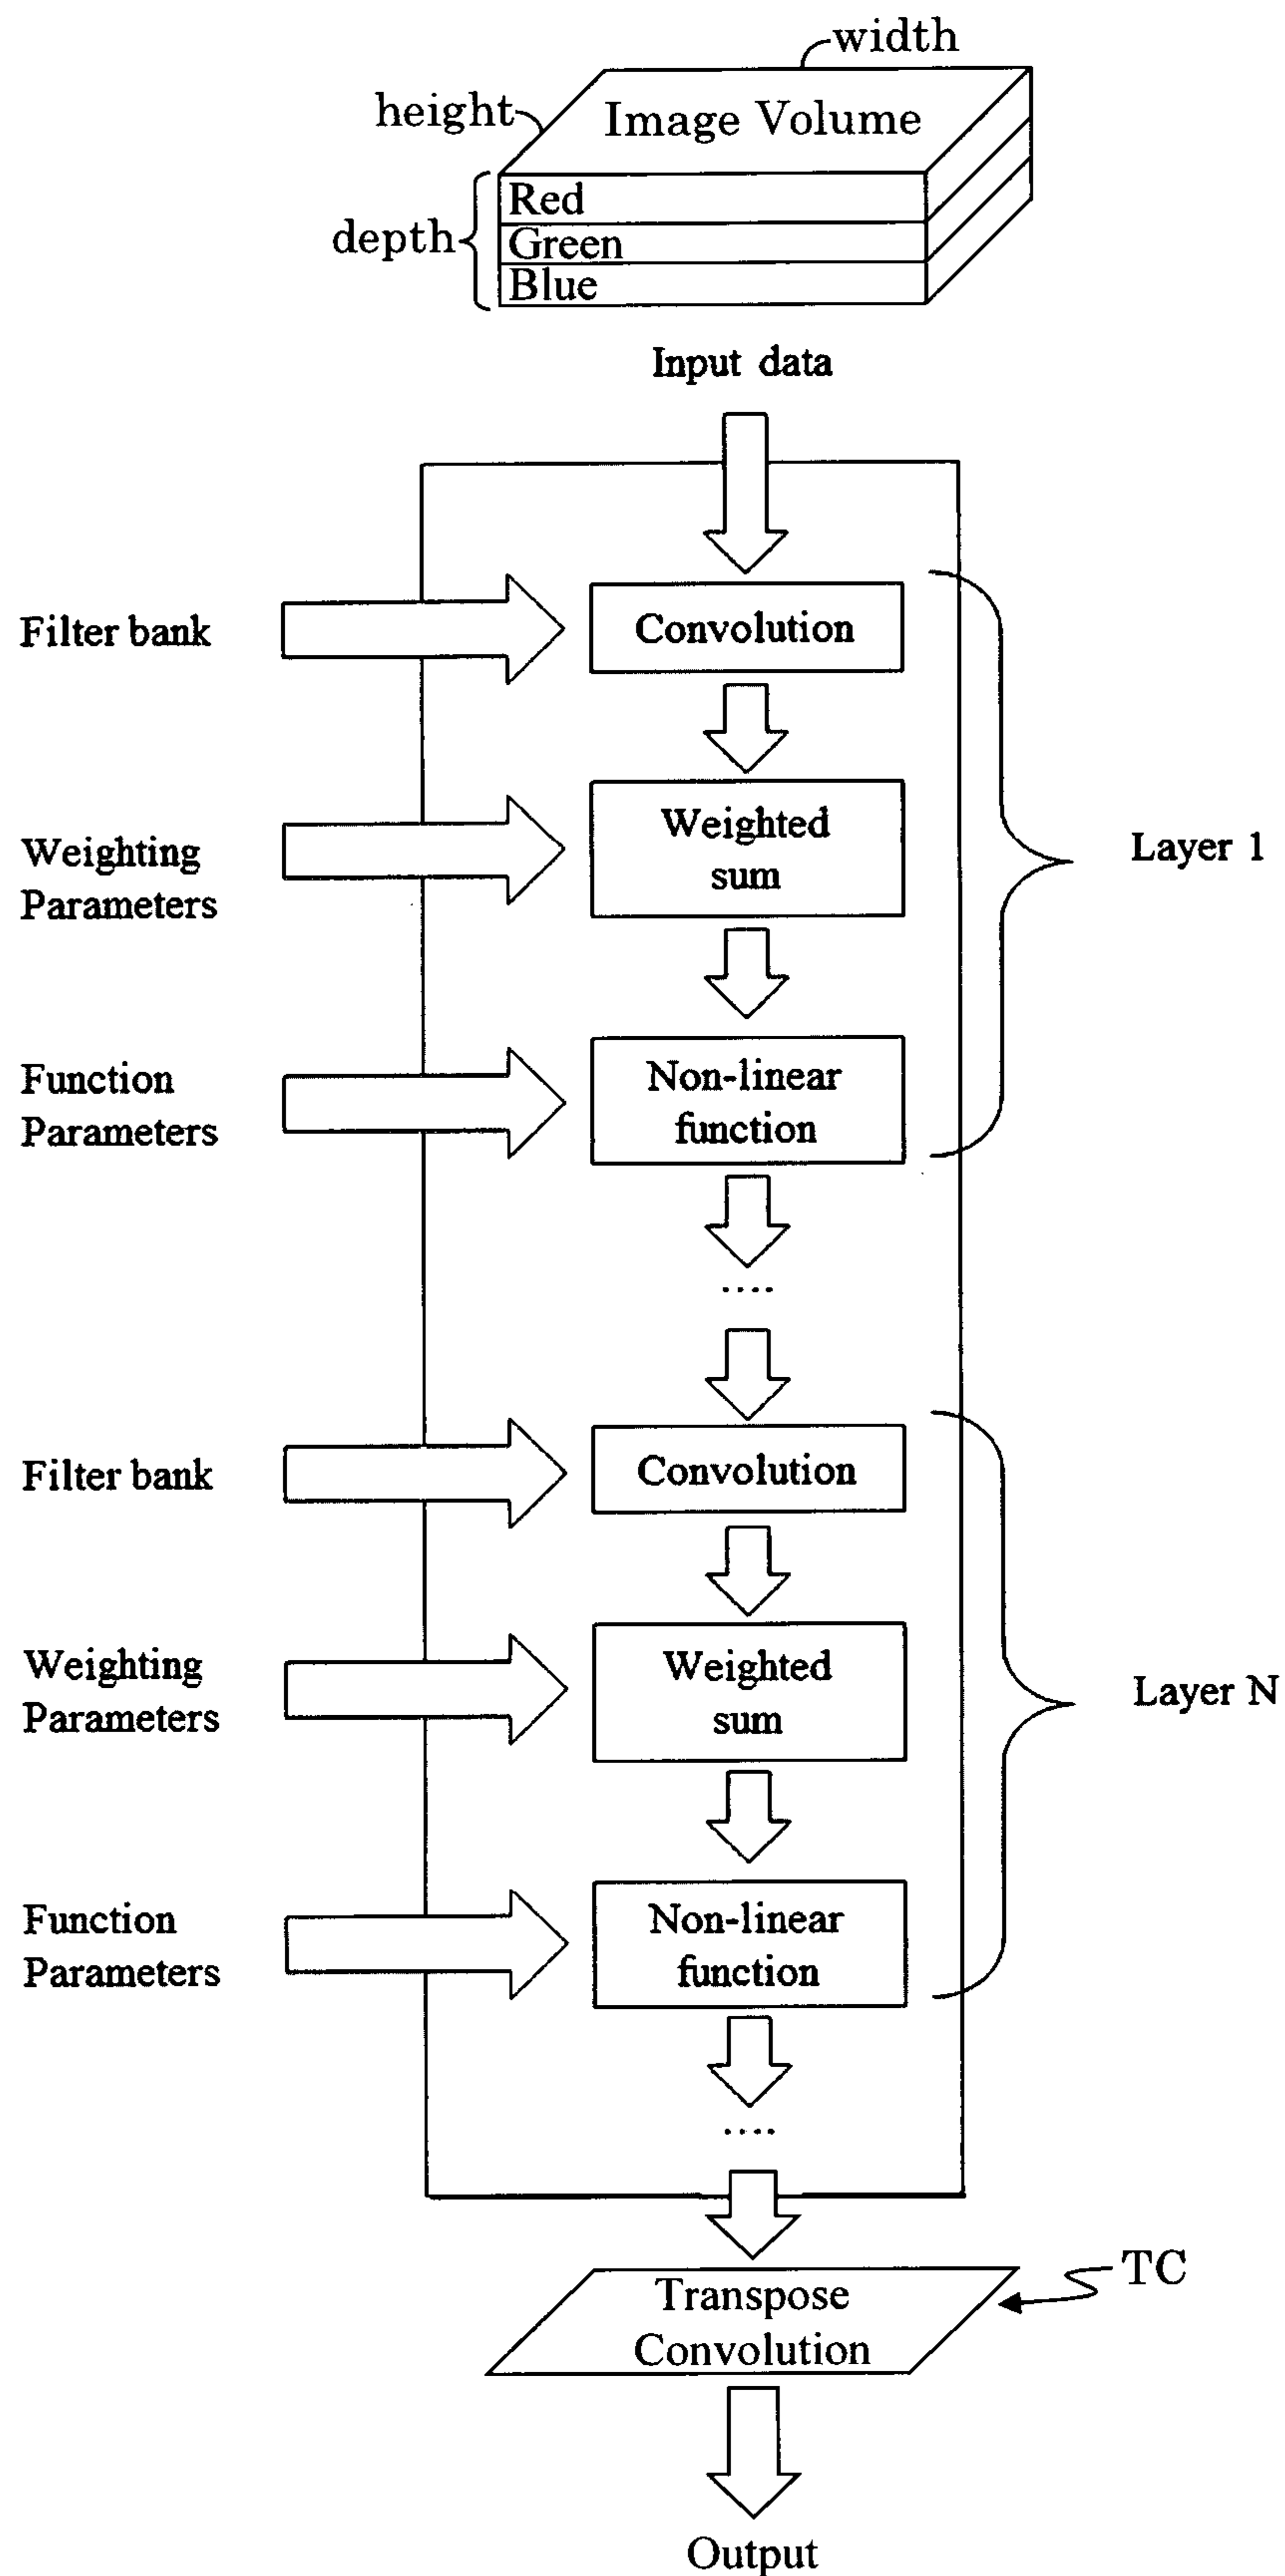 width
height
Image Volume
Red
depth
Green
Blue
Input data
Filter bank
Convolution
Weighting
Parameters
Weighted
sum
Layer 1
Function
Parameters
Non-linear
function
....
Filter bank
Convolution
Weighting
Parameters
Weighted
sum
Layer N
Function
Parameters
Non-linear
function
....
TC
Transpose
Convolution
Output